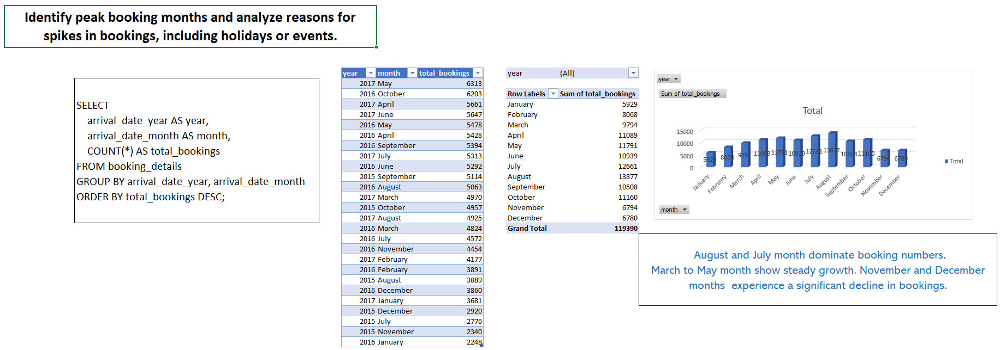 Identify peak booking months and analyze reasons for
spikes in bookings, including holidays or events.
SELECT
arrival_date_year AS year,
arrival_date_month AS month,
COUNT(*) AS total_bookings
FROM booking_details
GROUP BY arrival_date_year, arrival_date_month
ORDER BY total_bookings DESC;
year month total_bookings
2017 May 6313
2016 October 6203
2017 April 5661
2017 June 5647
2016 May 5478
2016 April 5428
2016 September 5394
2017 July 5313
2016 June 5292
2015 September 5114
2016 August 5063
2017 March 4970
2015 October 4957
2017 August 4925
2016 March 4824
2016 July 4572
2016 November 4454
2017 February 4177
2016 February 3891
2015 August 3889
2016 December 3860
2017 January 3681
2015 December 2920
2015 July 2776
2015 November 2340
2016 January 2248
year (All)
Row Labels Sum of total_bookings
January 5929
February 8068
March 9794
April 11089
May 11791
June 10939
July 12661
August 13877
September 10508
October 11160
November 6794
December 6780
Grand Total 119390
year
Sum of total_bookings
Total
15000
10000
5000
0
5929 8068 9794 11089 11791 10939 12661 13877 10508 11160 6794 6780
January February March April May June July August September October November December
Total
month
August and July month dominate booking numbers.
March to May month show steady growth. November and December
months experience a significant decline in bookings.